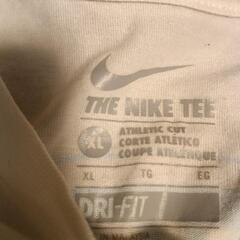 THE NIKE TEE
XL
ATHLETIC CUT
CORTE ATLÉTICO
COUPE ATHLÉTIQUE
XL TG EG
DRI-FIT